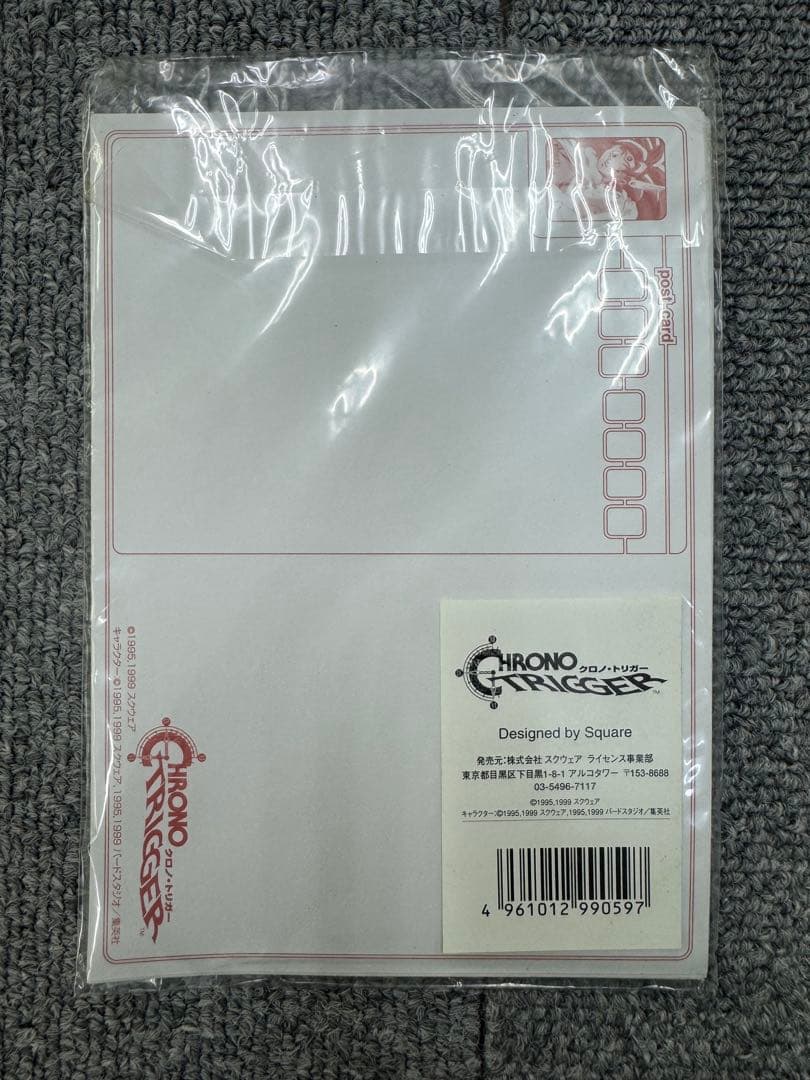 post card
©1995,1999 スクウェア
キャラクター©1995,1999 スクウェア,1995,1999 バードスタジオ／集英社
CHRONO
クロノ・トリガー
TRIGGER™
CHRONO
クロノ・トリガー
TRIGGER™
Designed by Square
発売元:株式会社 スクウェア ライセンス事業部
東京都目黒区下目黒1-8-1 アルコタワー 〒153-8688
03-5496-7117
©1995,1999 スクウェア
キャラクター:©1995,1999 スクウェア,1995,1999 バードスタジオ／集英社
4 961012 990597